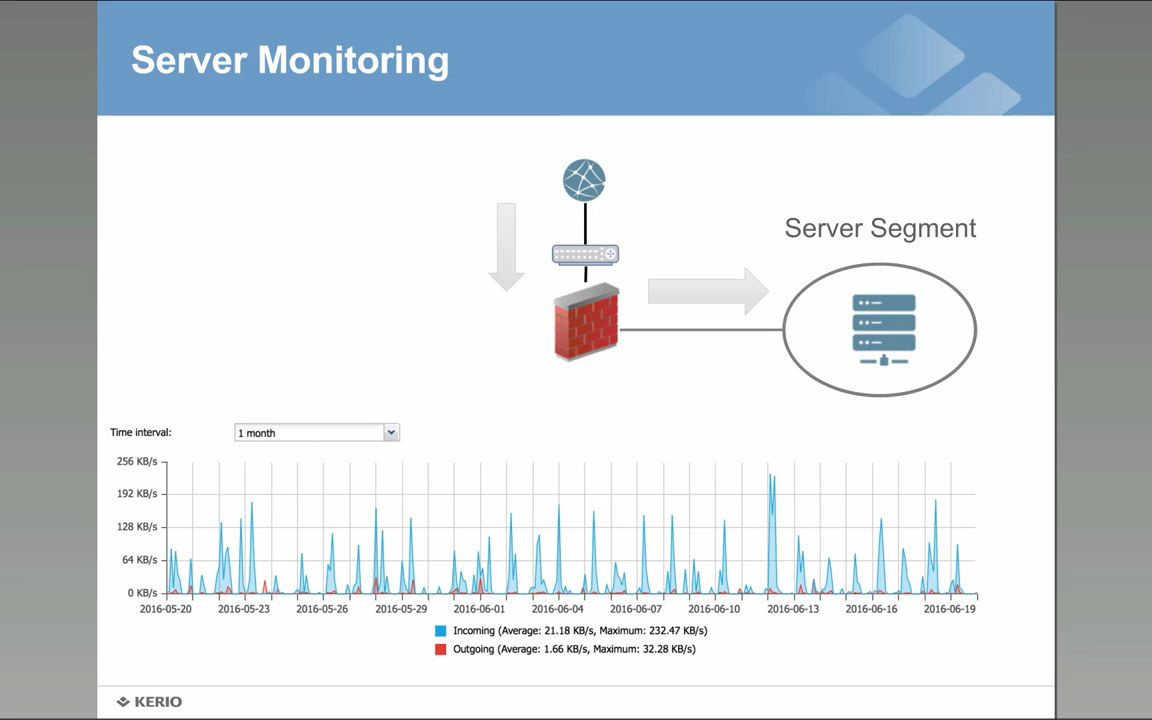 Server Monitoring
Server Segment
Time interval:
1 month
256 KB/s
192 KB/s
128 KB/s
64 KB/s
0 KB/s
2016-05-20 2016-05-23 2016-05-26 2016-05-29 2016-06-01 2016-06-04 2016-06-07 2016-06-10 2016-06-13 2016-06-16 2016-06-19
Incoming (Average: 21.18 KB/s, Maximum: 232.47 KB/s)
Outgoing (Average: 1.66 KB/s, Maximum: 32.28 KB/s)
KERIO